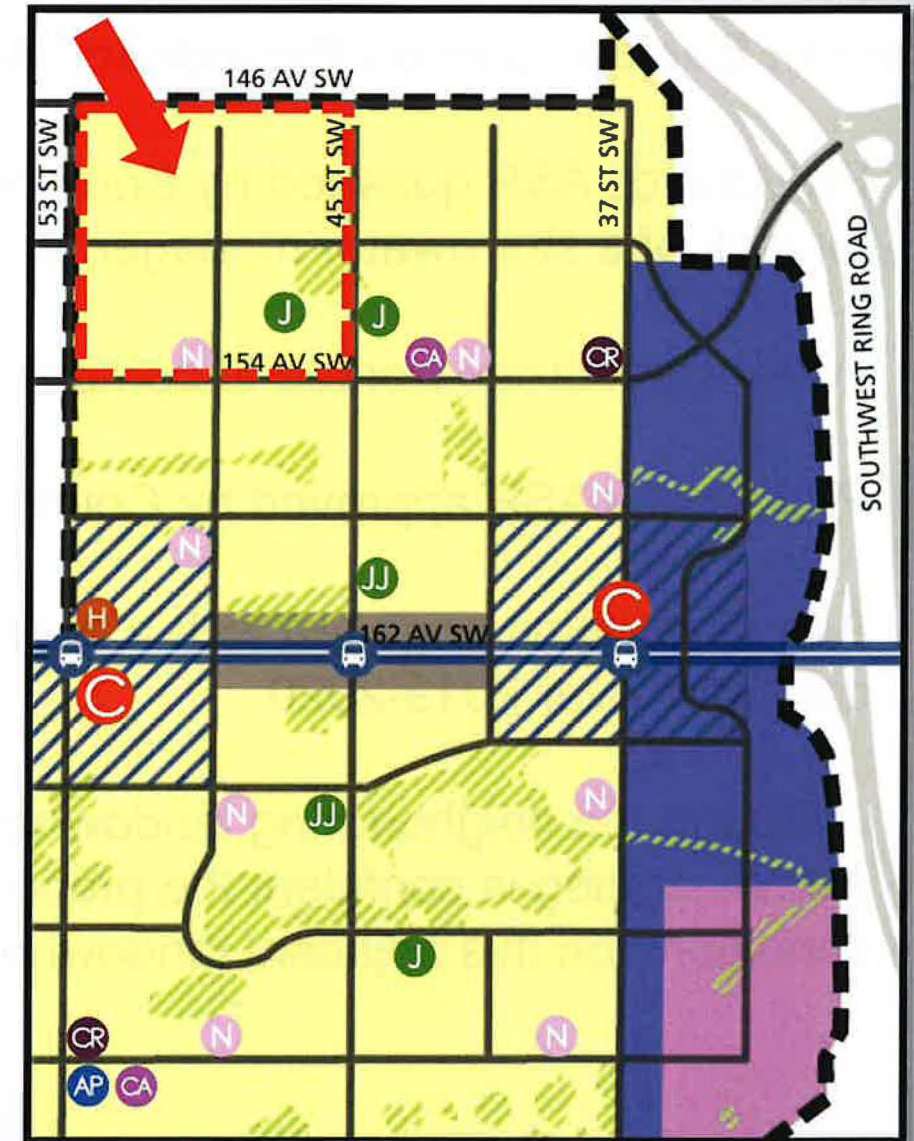 146 AV SW
53 ST SW
45 ST SW
37 ST SW
SOUTHWEST RING ROAD
J
J
N
CA
N
CR
154 AV SW
N
N
JJ
H
C
162 AV SW
C
N
JJ
N
J
CR
N
N
AP
CA